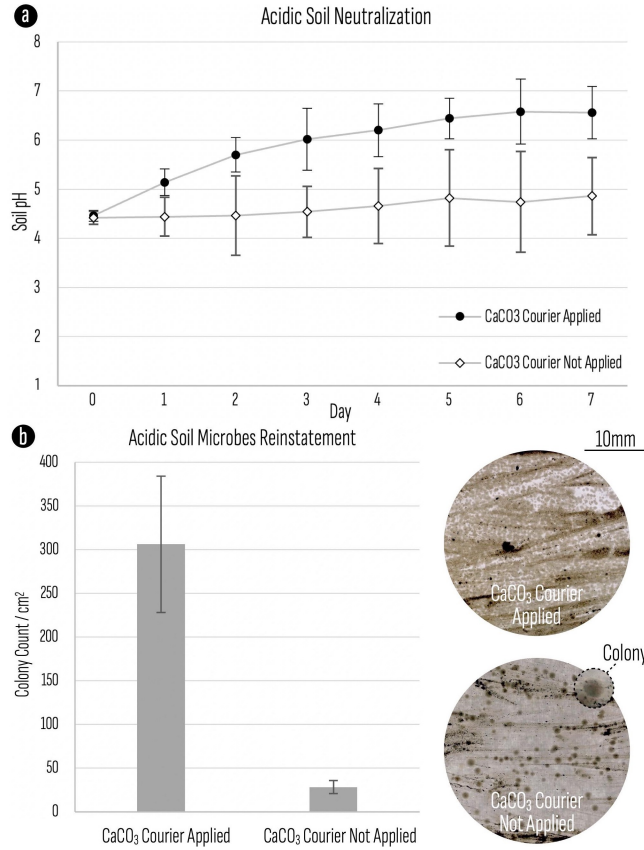 a
Acidic Soil Neutralization
8
7
6
5
4
3
2
1
Soil pH
CaCO3 Courier Applied
CaCO3 Courier Not Applied
0 1 2 3 4 5 6 7
Day
b
Acidic Soil Microbes Reinstatement
10mm
400
350
300
250
200
150
100
50
0
Colony Count / cm²
CaCO₃ Courier Applied
CaCO₃ Courier Not Applied
CaCO₃ Courier
Applied
Colony
CaCO₃ Courier
Not Applied